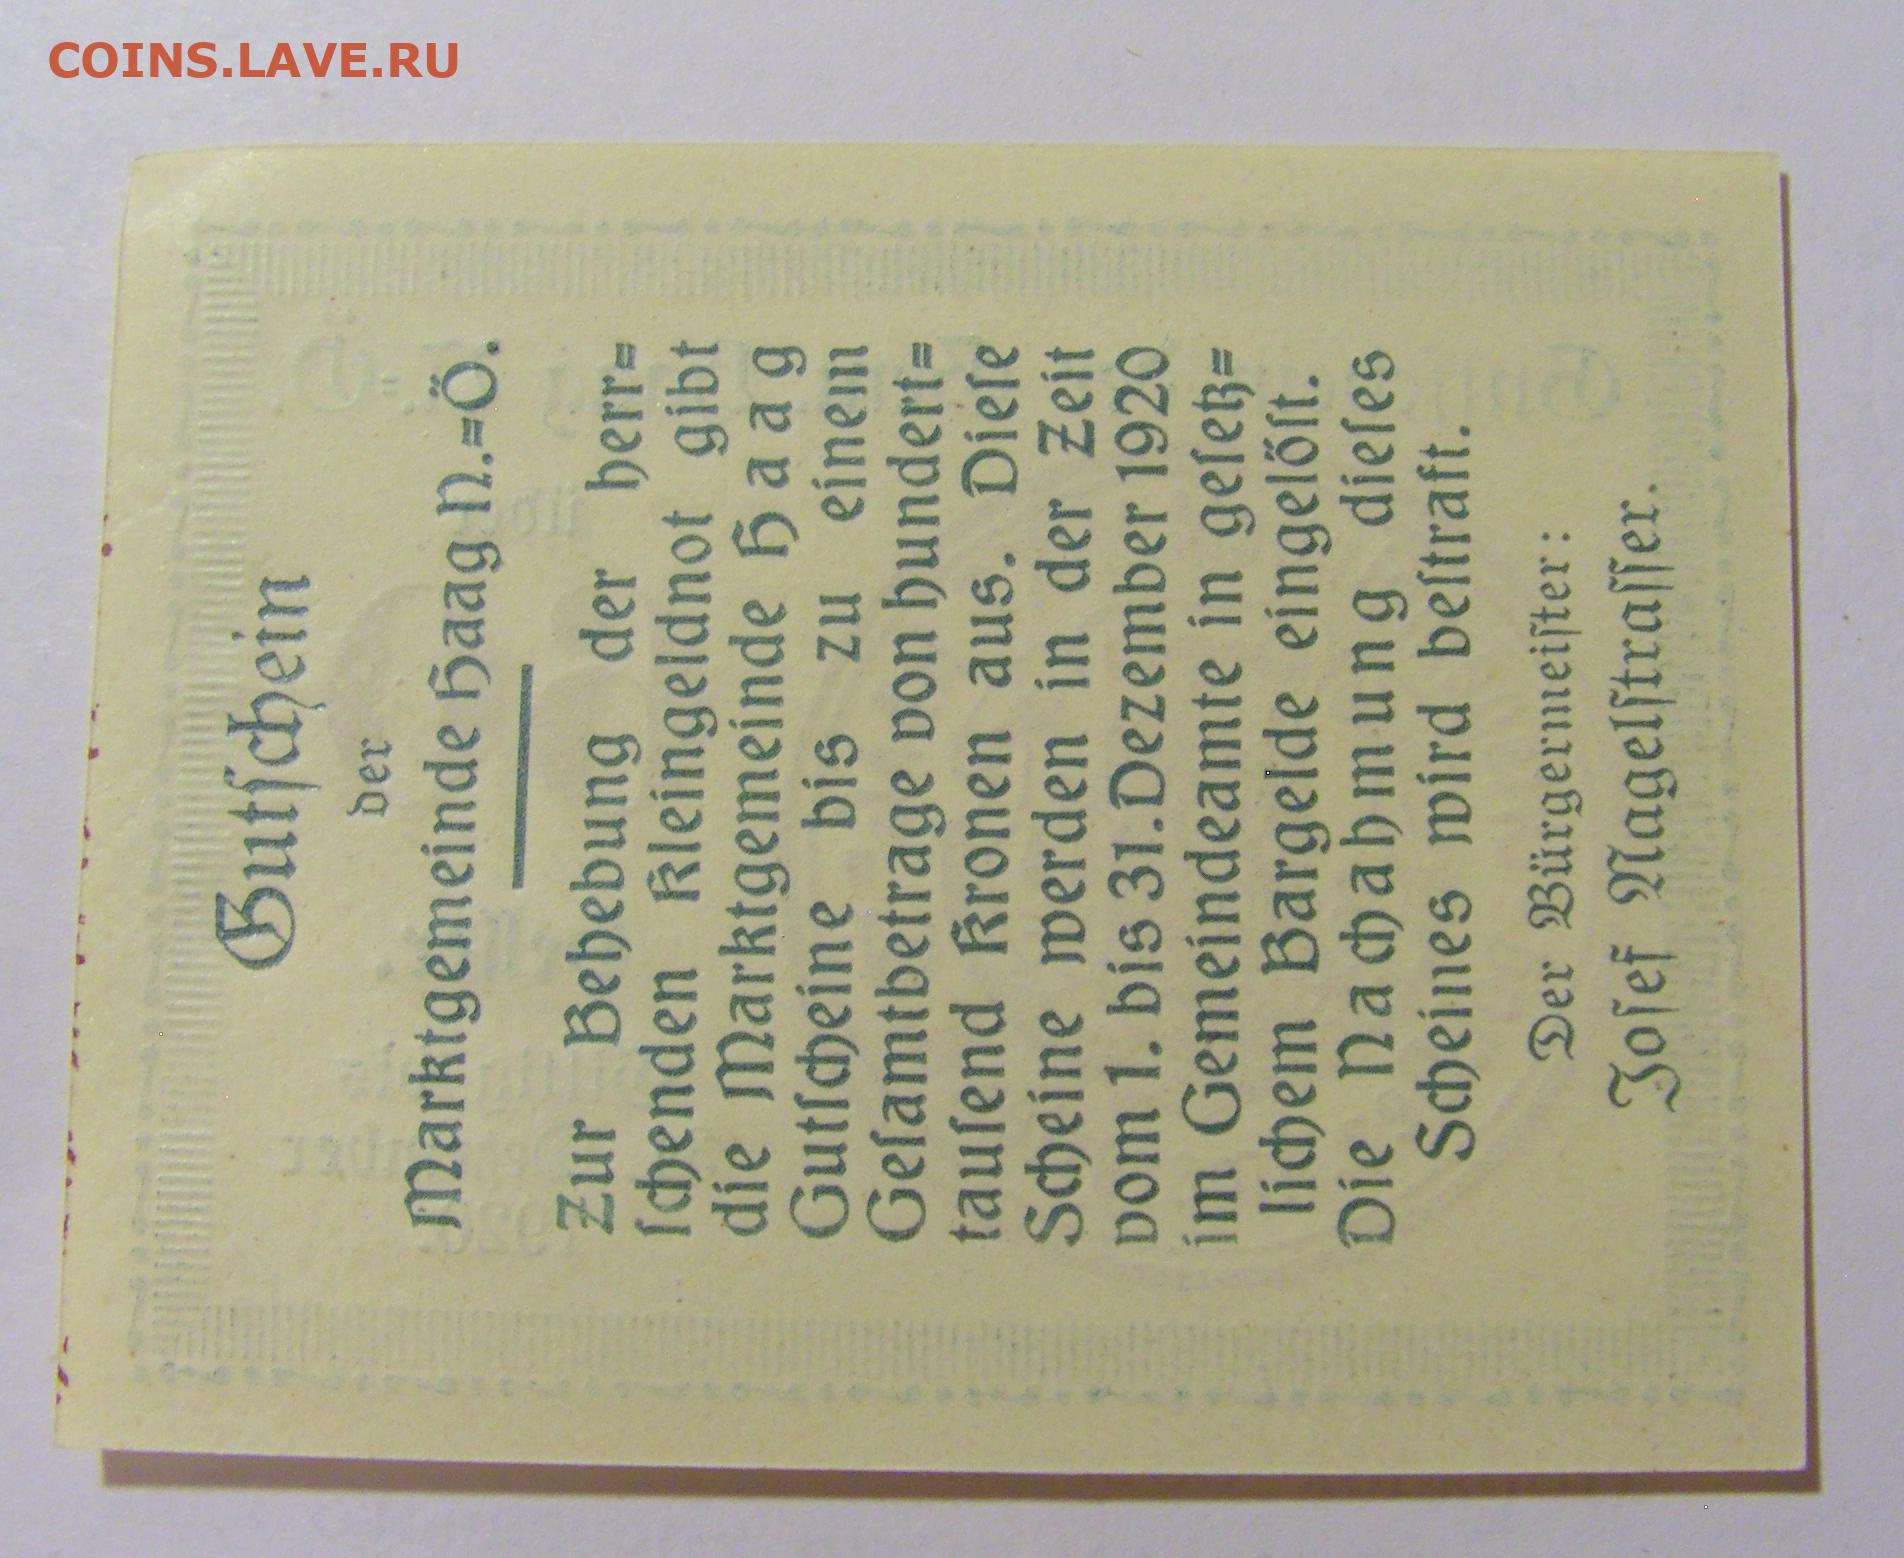 COINS.LAVE.RU
Gutſchein
der
Marktgemeinde Haag N.=Ö.
Zur Behebung der herr=
ſchenden Kleingeldnot gibt
die Marktgemeinde Haag
Gutſcheine bis zu einem
Geſamtbetrage von hundert=
tauſend Kronen aus. Dieſe
Scheine werden in der Zeit
vom 1. bis 31. Dezember 1920
im Gemeindeamte in geſetz=
lichem Bargelde eingelöſt.
Die Nachahmung dieſes
Scheines wird beſtraft.
Der Bürgermeiſter:
Joſef Nagelſtraſſer.